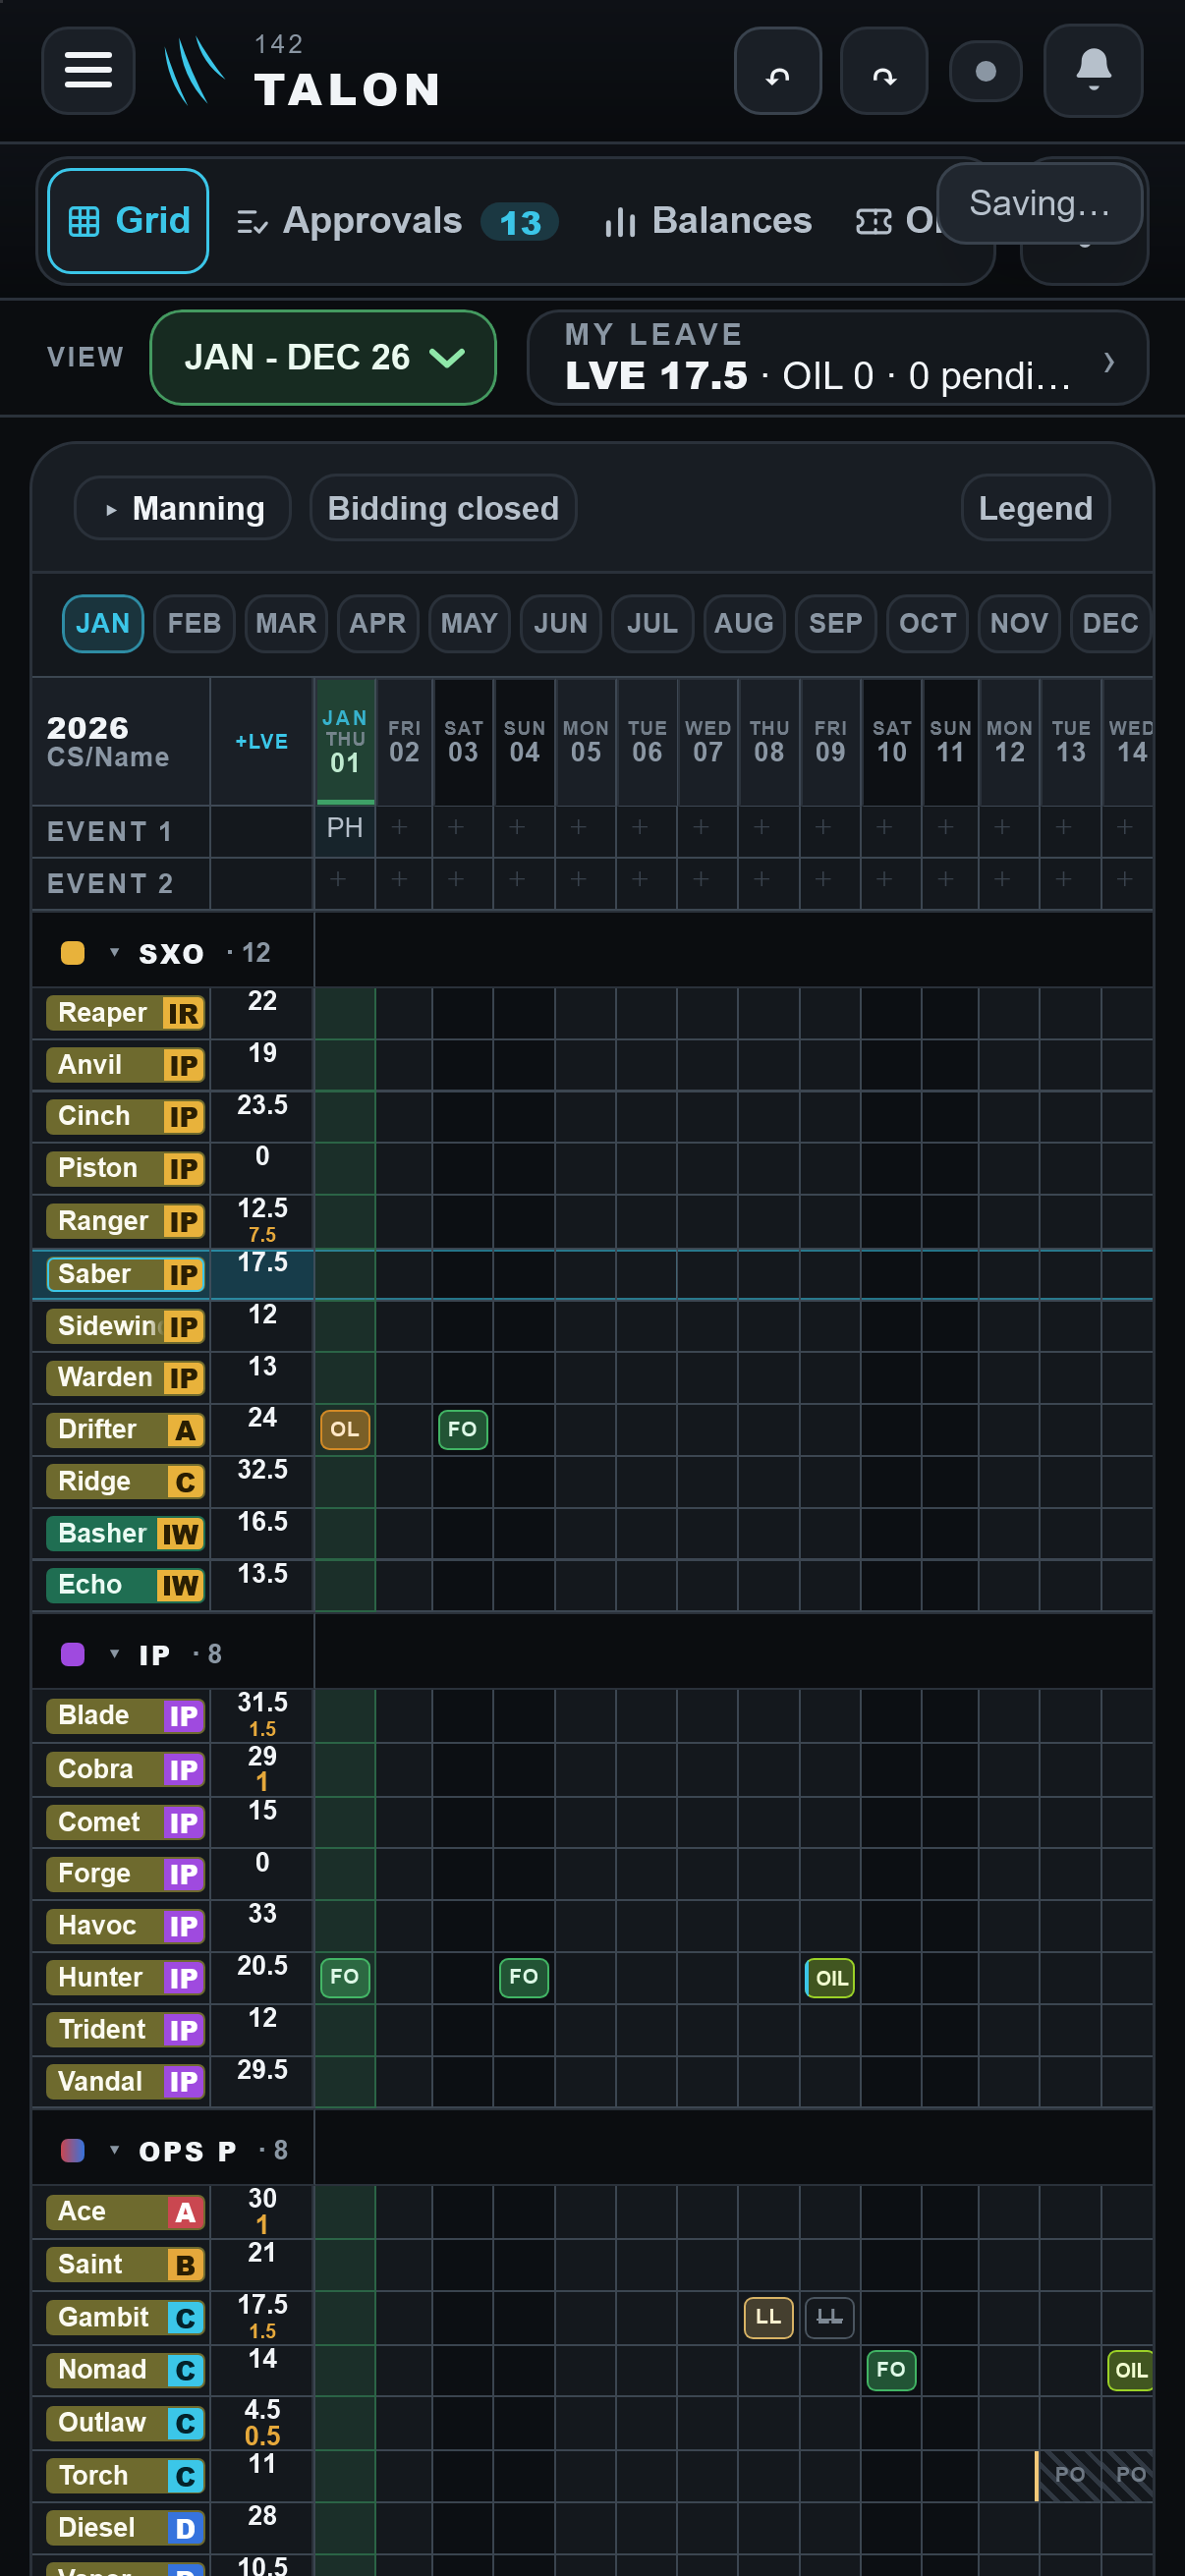 142
TALON
Grid
Approvals 13
Balances
O
Saving…
VIEW
JAN - DEC 26
MY LEAVE
LVE 17.5 · OIL 0 · 0 pendi…
Manning
Bidding closed
Legend
JAN FEB MAR APR MAY JUN JUL AUG SEP OCT NOV DEC
2026
CS/Name
+LVE
JAN THU 01
FRI 02
SAT 03
SUN 04
MON 05
TUE 06
WED 07
THU 08
FRI 09
SAT 10
SUN 11
MON 12
TUE 13
WED 14
EVENT 1 PH + + + + + + + + + + + + +
EVENT 2 + + + + + + + + + + + + + +
SXO · 12
Reaper IR 22
Anvil IP 19
Cinch IP 23.5
Piston IP 0
Ranger IP 12.5
7.5
Saber IP 17.5
Sidewin IP 12
Warden IP 13
Drifter A 24 OL FO
Ridge C 32.5
Basher IW 16.5
Echo IW 13.5
IP · 8
Blade IP 31.5
1.5
Cobra IP 29
1
Comet IP 15
Forge IP 0
Havoc IP 33
Hunter IP 20.5 FO FO OIL
Trident IP 12
Vandal IP 29.5
OPS P · 8
Ace A 30
1
Saint B 21
Gambit C 17.5 LL LL
1.5
Nomad C 14 FO OIL
Outlaw C 4.5
0.5
Torch C 11 PO PO
Diesel D 28
10.5